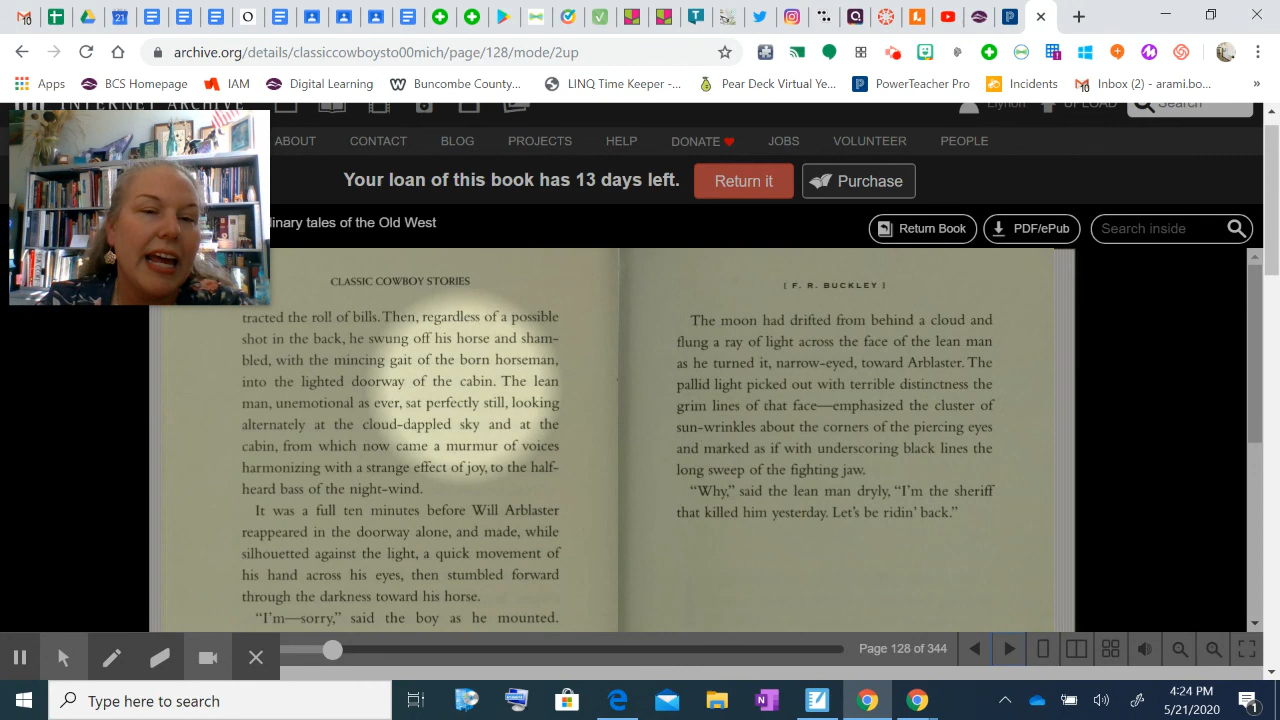 archive.org/details/classiccowboysto00mich/page/128/mode/2up
Apps
BCS Homepage
IAM
Digital Learning
Buncombe County...
LINQ Time Keeper -...
Pear Deck Virtual Ye...
PowerTeacher Pro
Incidents
Inbox (2) - arami.bo...
»
INTERNET ARCHIVE
UPLOAD
Search
ABOUT
CONTACT
BLOG
PROJECTS
HELP
DONATE
JOBS
VOLUNTEER
PEOPLE
Your loan of this book has 13 days left.
Return it
Purchase
dinary tales of the Old West
Return Book
PDF/ePub
Search inside
CLASSIC COWBOY STORIES
tracted the roll of bills. Then, regardless of a possible
shot in the back, he swung off his horse and sham-
bled, with the mincing gait of the born horseman,
into the lighted doorway of the cabin. The lean
man, unemotional as ever, sat perfectly still, looking
alternately at the cloud-dappled sky and at the
cabin, from which now came a murmur of voices
harmonizing with a strange effect of joy, to the half-
heard bass of the night-wind.
It was a full ten minutes before Will Arblaster
reappeared in the doorway alone, and made, while
silhouetted against the light, a quick movement of
his hand across his eyes, then stumbled forward
through the darkness toward his horse.
“I’m—sorry,” said the boy as he mounted.
[ F. R. BUCKLEY ]
The moon had drifted from behind a cloud and
flung a ray of light across the face of the lean man
as he turned it, narrow-eyed, toward Arblaster. The
pallid light picked out with terrible distinctness the
grim lines of that face—emphasized the cluster of
sun-wrinkles about the corners of the piercing eyes
and marked as if with underscoring black lines the
long sweep of the fighting jaw.
“Why,” said the lean man dryly, “I’m the sheriff
that killed him yesterday. Let’s be ridin’ back.”
Page 128 of 344
Type here to search
4:24 PM
5/21/2020